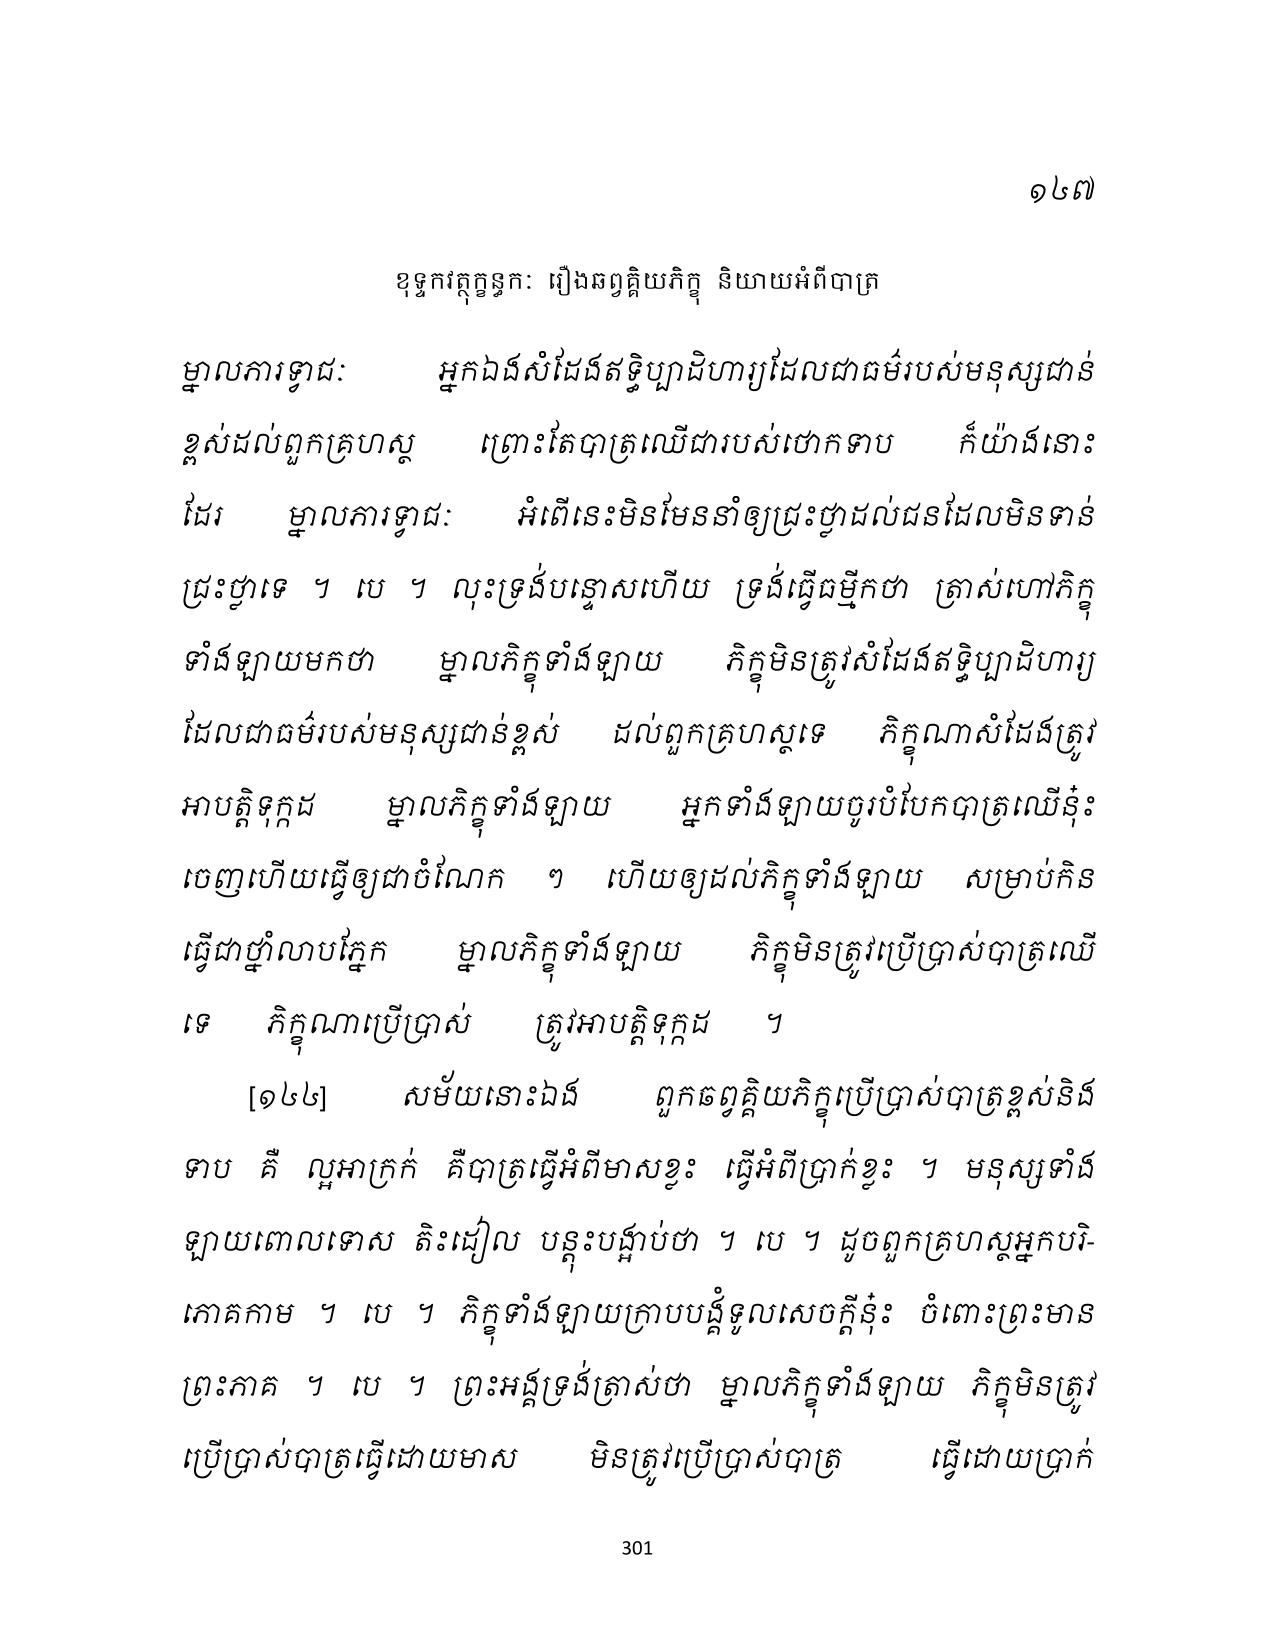 ១៤៧
ខុទ្ទកវត្ថុក្ខន្ធកៈ រឿងឆព្វគ្គិយភិក្ខុ និយាយអំពីបាត្រ
ម្នាលភារទ្វាជៈ អ្នកឯងសំដែងឥទ្ធិប្បាដិហារ្យដែលជាធម៌របស់មនុស្សជាន់
ខ្ពស់ដល់ពួកគ្រហស្ថ ព្រោះតែបាត្រឈើជារបស់ថោកទាប ក៏យ៉ាងនោះ
ដែរ ម្នាលភារទ្វាជៈ អំពើនេះមិនមែននាំឲ្យជ្រះថ្លាដល់ជនដែលមិនទាន់
ជ្រះថ្លាទេ ។ បេ ។ លុះទ្រង់បន្ទោសហើយ ទ្រង់ធ្វើធម្មីកថា ត្រាស់ហៅភិក្ខុ
ទាំងឡាយមកថា ម្នាលភិក្ខុទាំងឡាយ ភិក្ខុមិនត្រូវសំដែងឥទ្ធិប្បាដិហារ្យ
ដែលជាធម៌របស់មនុស្សជាន់ខ្ពស់ ដល់ពួកគ្រហស្ថទេ ភិក្ខុណាសំដែងត្រូវ
អាបត្តិទុក្កដ ម្នាលភិក្ខុទាំងឡាយ អ្នកទាំងឡាយចូរបំបែកបាត្រឈើនុ៎ះ
ចេញហើយធ្វើឲ្យជាចំណែក ៗ ហើយឲ្យដល់ភិក្ខុទាំងឡាយ សម្រាប់កិន
ធ្វើជាថ្នាំលាបភ្នែក ម្នាលភិក្ខុទាំងឡាយ ភិក្ខុមិនត្រូវប្រើប្រាស់បាត្រឈើ
ទេ ភិក្ខុណាប្រើប្រាស់ ត្រូវអាបត្តិទុក្កដ ។
[១៤៤] សម័យនោះឯង ពួកឆព្វគ្គិយភិក្ខុប្រើប្រាស់បាត្រខ្ពស់និង
ទាប គឺ ល្អអាក្រក់ គឺបាត្រធ្វើអំពីមាសខ្លះ ធ្វើអំពីប្រាក់ខ្លះ ។ មនុស្សទាំង
ឡាយពោលទោស តិះដៀល បន្តុះបង្អាប់ថា ។ បេ ។ ដូចពួកគ្រហស្ថអ្នកបរិ-
ភោគកាម ។ បេ ។ ភិក្ខុទាំងឡាយក្រាបបង្គំទូលសេចក្តីនុ៎ះ ចំពោះព្រះមាន
ព្រះភាគ ។ បេ ។ ព្រះអង្គទ្រង់ត្រាស់ថា ម្នាលភិក្ខុទាំងឡាយ ភិក្ខុមិនត្រូវ
ប្រើប្រាស់បាត្រធ្វើដោយមាស មិនត្រូវប្រើប្រាស់បាត្រ ធ្វើដោយប្រាក់
301